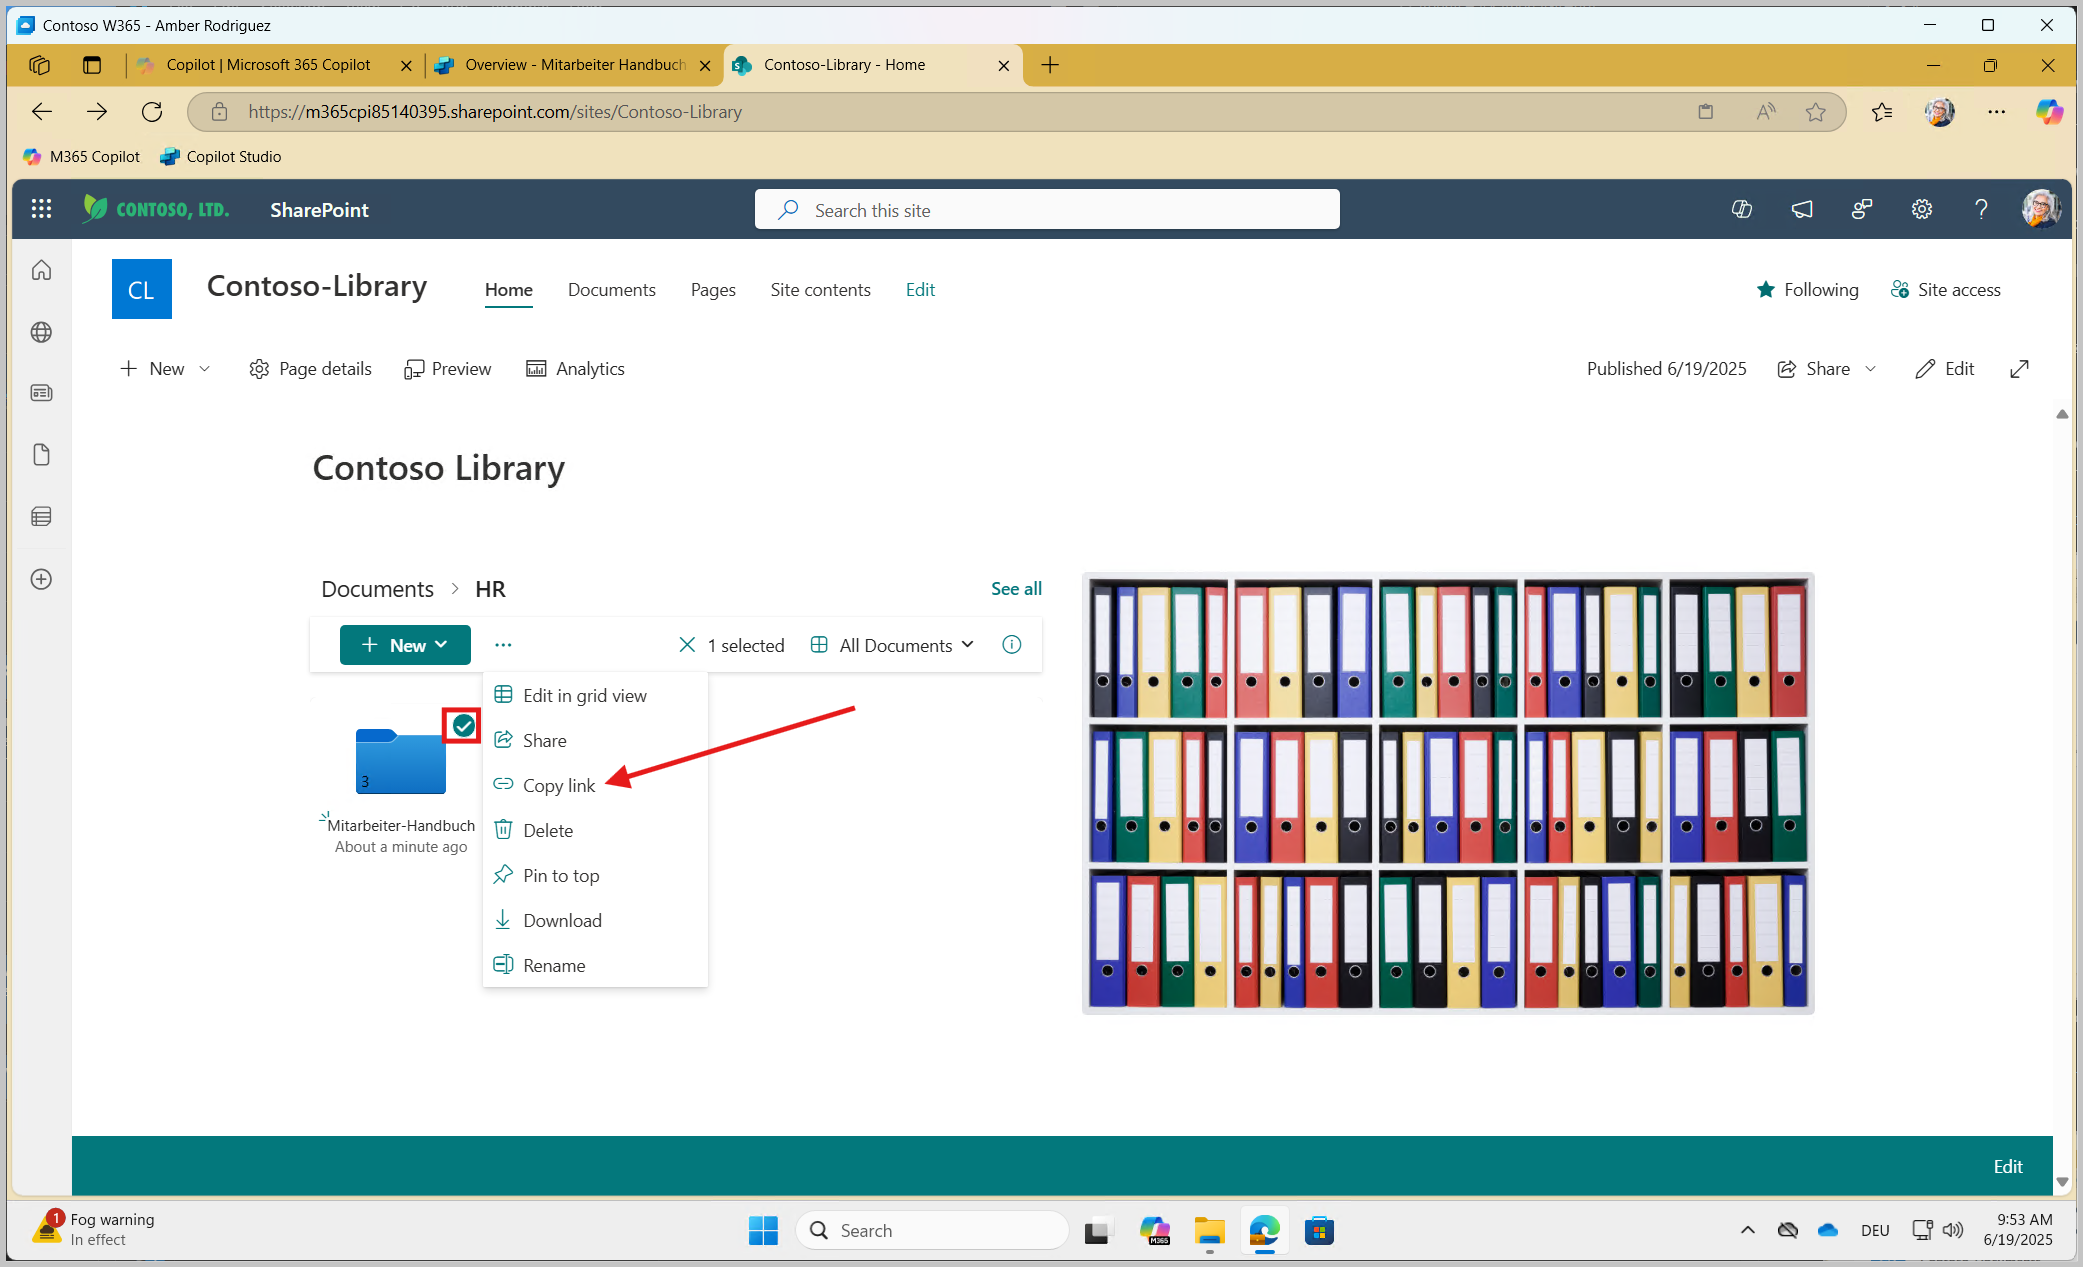 Contoso W365 - Amber Rodriguez
Copilot | Microsoft 365 Copilot
Overview - Mitarbeiter Handbuch
Contoso-Library - Home
https://m365cpi85140395.sharepoint.com/sites/Contoso-Library
M365 Copilot
Copilot Studio
CONTOSO, LTD.
SharePoint
Search this site
CL
Contoso-Library
Home
Documents
Pages
Site contents
Edit
Following
Site access
New
Page details
Preview
Analytics
Published 6/19/2025
Share
Edit
Contoso Library
Documents > HR
See all
New
1 selected
All Documents
Edit in grid view
Share
Copy link
Delete
Pin to top
Download
Rename
3
Mitarbeiter-Handbuch
About a minute ago
Edit
1
Fog warning
In effect
Search
M365
DEU
9:53 AM
6/19/2025